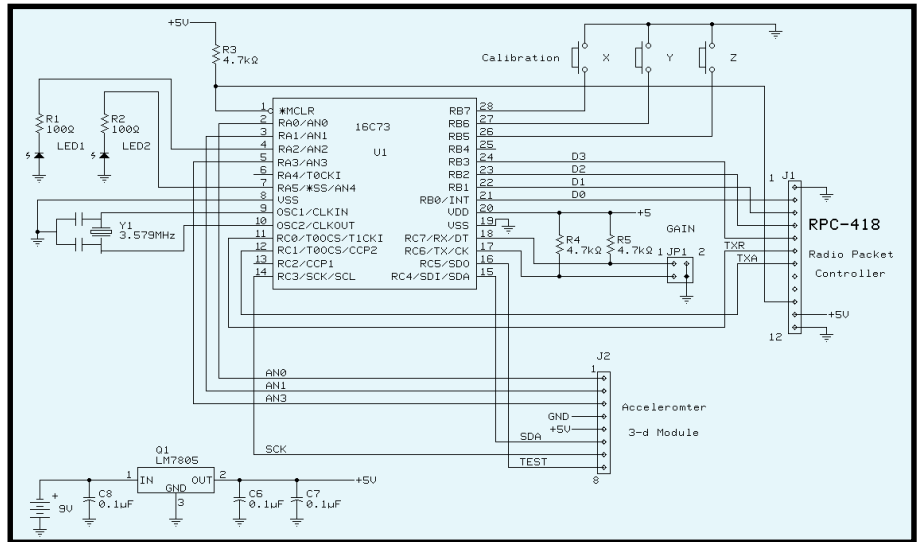 +5V
R3
4.7kΩ
Calibration
X
Y
Z
R1
100Ω
LED1
R2
100Ω
LED2
16C73
U1
1 *MCLR
2 RA0/AN0
3 RA1/AN1
4 RA2/AN2
5 RA3/AN3
6 RA4/T0CKI
7 RA5/*SS/AN4
8 VSS
9 OSC1/CLKIN
10 OSC2/CLKOUT
11 RC0/T0OCS/T1CKI
12 RC1/T0OCS/CCP2
13 RC2/CCP1
14 RC3/SCK/SCL
RB7 28
RB6 27
RB5 26
RB4 25
RB3 24
RB2 23
RB1 22
RB0/INT 21
VDD 20
VSS 19
RC7/RX/DT 18
RC6/TX/CK 17
RC5/SDO 16
RC4/SDI/SDA 15
Y1
3.579MHz
D3
D2
D1
D0
+5
R4
4.7kΩ
R5
4.7kΩ
GAIN
1 JP1 2
TXR
TXA
J1
1
12
+5V
RPC-418
Radio Packet
Controller
J2
1
8
AN0
AN1
AN3
GND
+5V
SDA
SCK
TEST
Acceleromter
3-d Module
Q1
LM7805
1 IN
OUT 2
GND
3
+
9V
C8
0.1µF
C6
0.1µF
C7
0.1µF
+5V